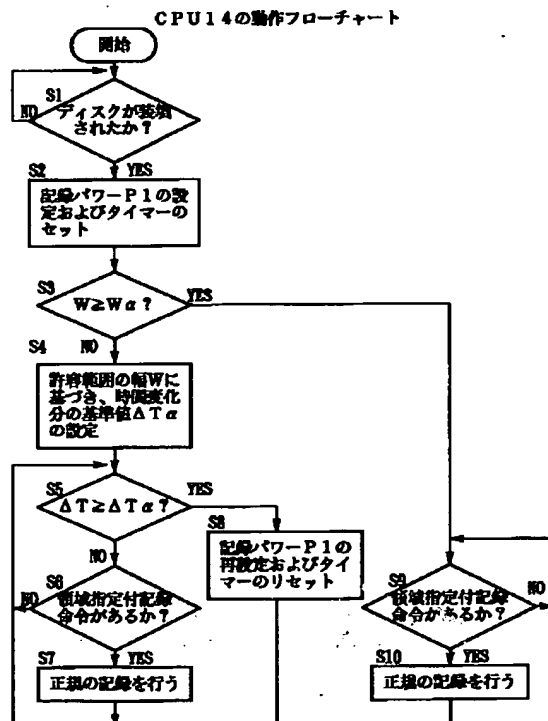 CPU14の動作フローチャート
開始
S1
ディスクが装填
されたか?
NO
YES
S2
記録パワーP1の設
定およびタイマーの
セット
S3
W≧Wα?
YES
NO
S4
許容範囲の幅Wに
基づき、時間変化
分の基準値ΔTα
の設定
S5
ΔT≧ΔTα?
YES
NO
S8
記録パワーP1の
再設定およびタイ
マーのリセット
S6
領域指定付記録
命令があるか?
NO
YES
S7
正規の記録を行う
S9
領域指定付記録
命令があるか?
NO
YES
S10
正規の記録を行う